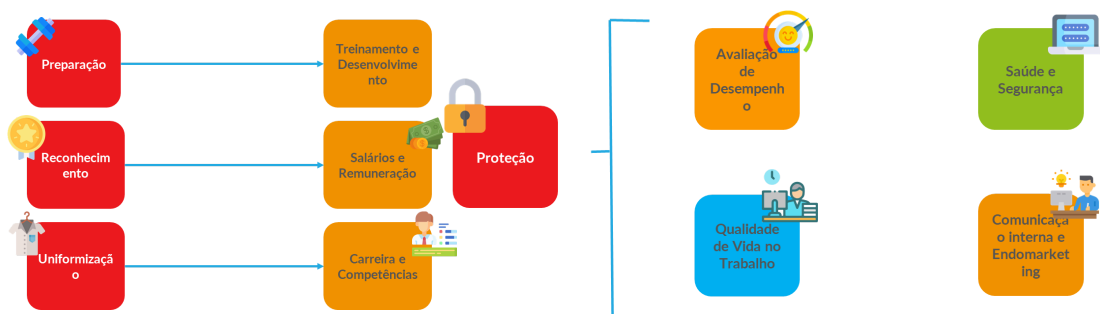 Preparação
Treinamento e
Desenvolvime
nto
Reconhecim
ento
Salários e
Remuneração
Uniformizaçã
o
Carreira e
Competências
Proteção
Avaliação
de
Desempenh
o
Saúde e
Segurança
Qualidade
de Vida no
Trabalho
Comunicaçã
o interna e
Endomarket
ing